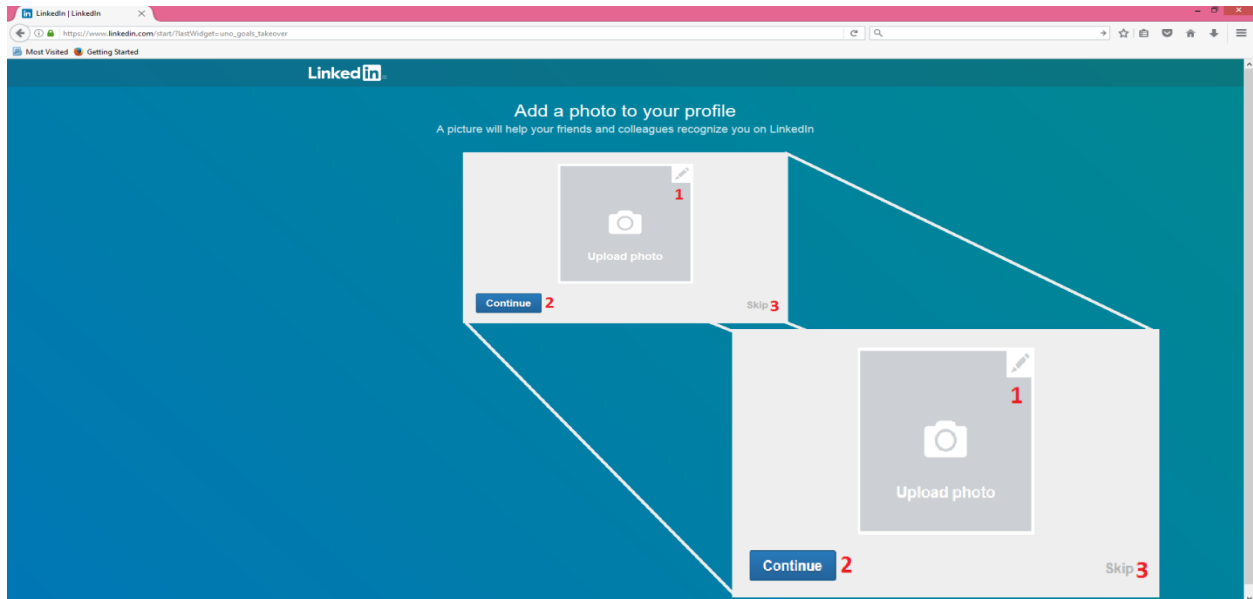 LinkedIn | LinkedIn
https://www.linkedin.com/start/?lastWidget=uno_goals_takeover
Most Visited Getting Started
Linked in
Add a photo to your profile
A picture will help your friends and colleagues recognize you on LinkedIn
1
Upload photo
Continue 2 Skip 3
1
Upload photo
Continue 2 Skip 3